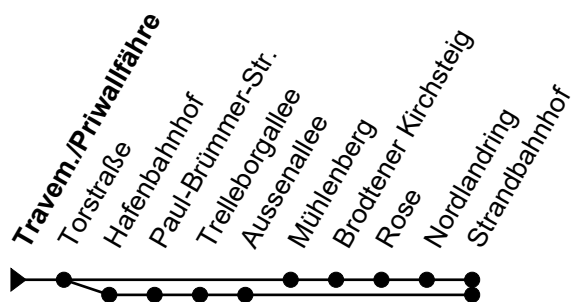 Travem./Priwallfähre
Torstraße
Hafenbahnhof
Paul-Brümmer-Str.
Trelleborgallee
Aussenallee
Mühlenberg
Brodtener Kirchsteig
Rose
Nordlandring
Strandbahnhof